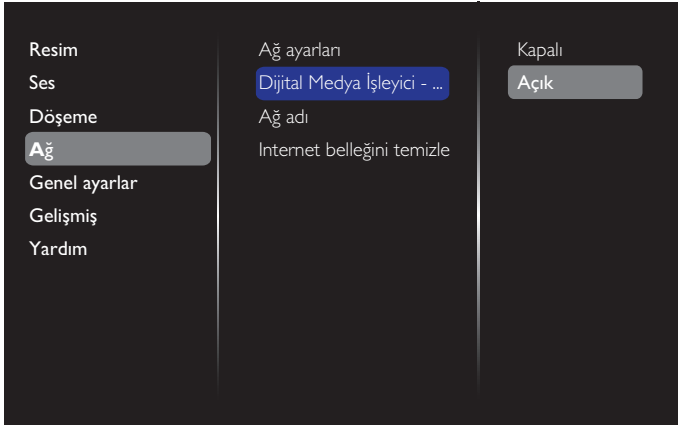 Resim
Ses
Döşeme
Ağ
Genel ayarlar
Gelişmiş
Yardım
Ağ ayarları
Dijital Medya İşleyici - ...
Ağ adı
Internet belleğini temizle
Kapalı
Açık